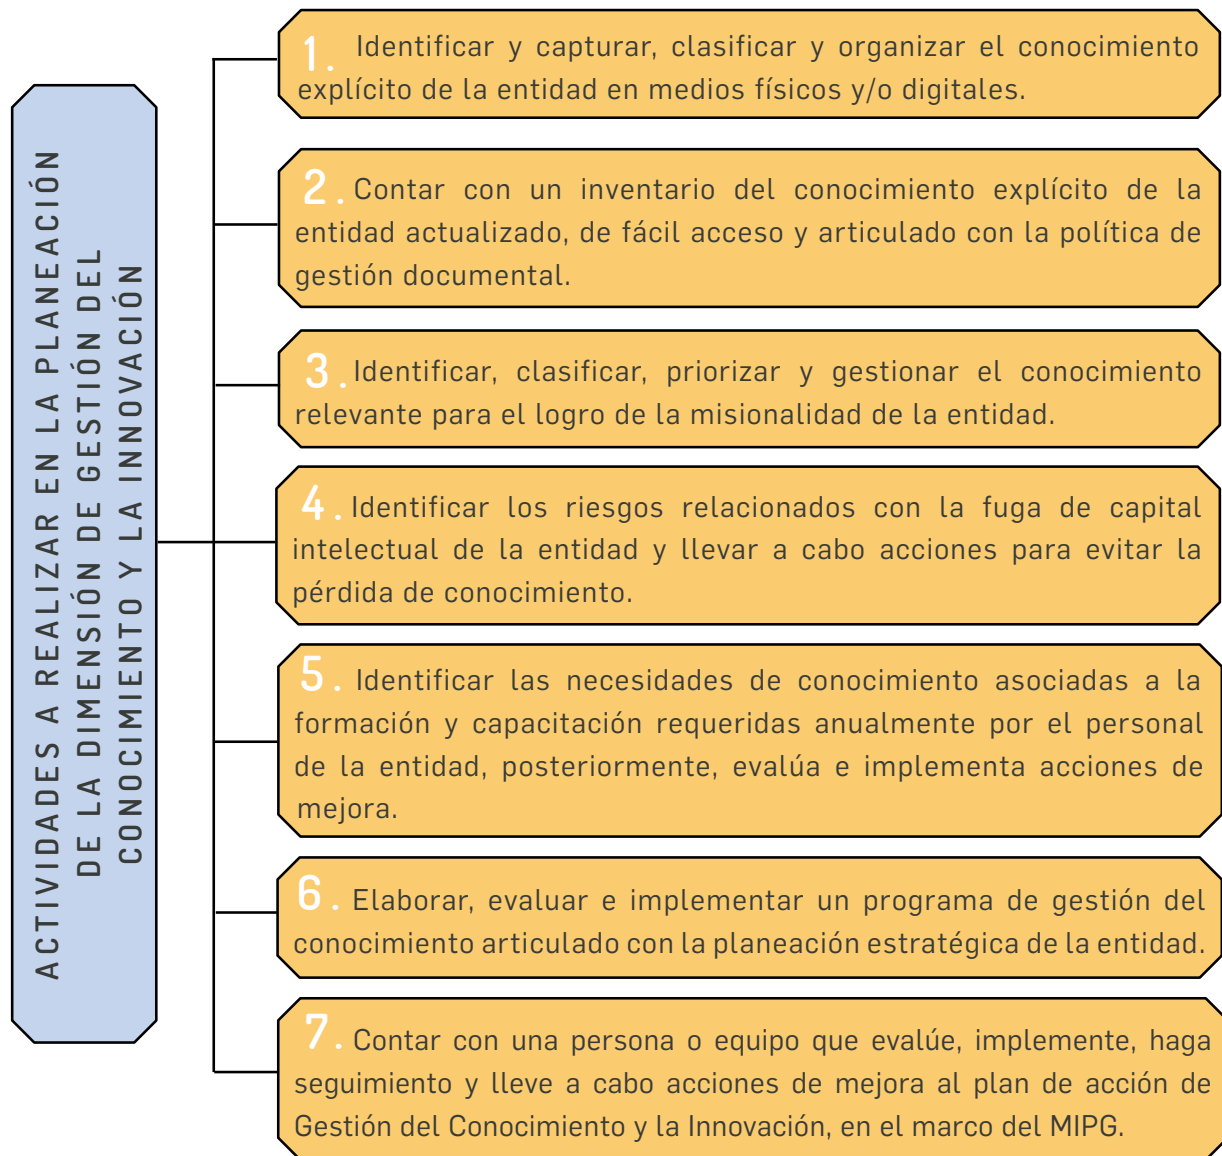 ACTIVIDADES A REALIZAR EN LA PLANEACIÓN
DE LA DIMENSIÓN DE GESTIÓN DEL
CONOCIMIENTO Y LA INNOVACIÓN
1. Identificar y capturar, clasificar y organizar el conocimiento
explícito de la entidad en medios físicos y/o digitales.
2. Contar con un inventario del conocimiento explícito de la
entidad actualizado, de fácil acceso y articulado con la política de
gestión documental.
3. Identificar, clasificar, priorizar y gestionar el conocimiento
relevante para el logro de la misionalidad de la entidad.
4. Identificar los riesgos relacionados con la fuga de capital
intelectual de la entidad y llevar a cabo acciones para evitar la
pérdida de conocimiento.
5. Identificar las necesidades de conocimiento asociadas a la
formación y capacitación requeridas anualmente por el personal
de la entidad, posteriormente, evalúa e implementa acciones de
mejora.
6. Elaborar, evaluar e implementar un programa de gestión del
conocimiento articulado con la planeación estratégica de la entidad.
7. Contar con una persona o equipo que evalúe, implemente, haga
seguimiento y lleve a cabo acciones de mejora al plan de acción de
Gestión del Conocimiento y la Innovación, en el marco del MIPG.